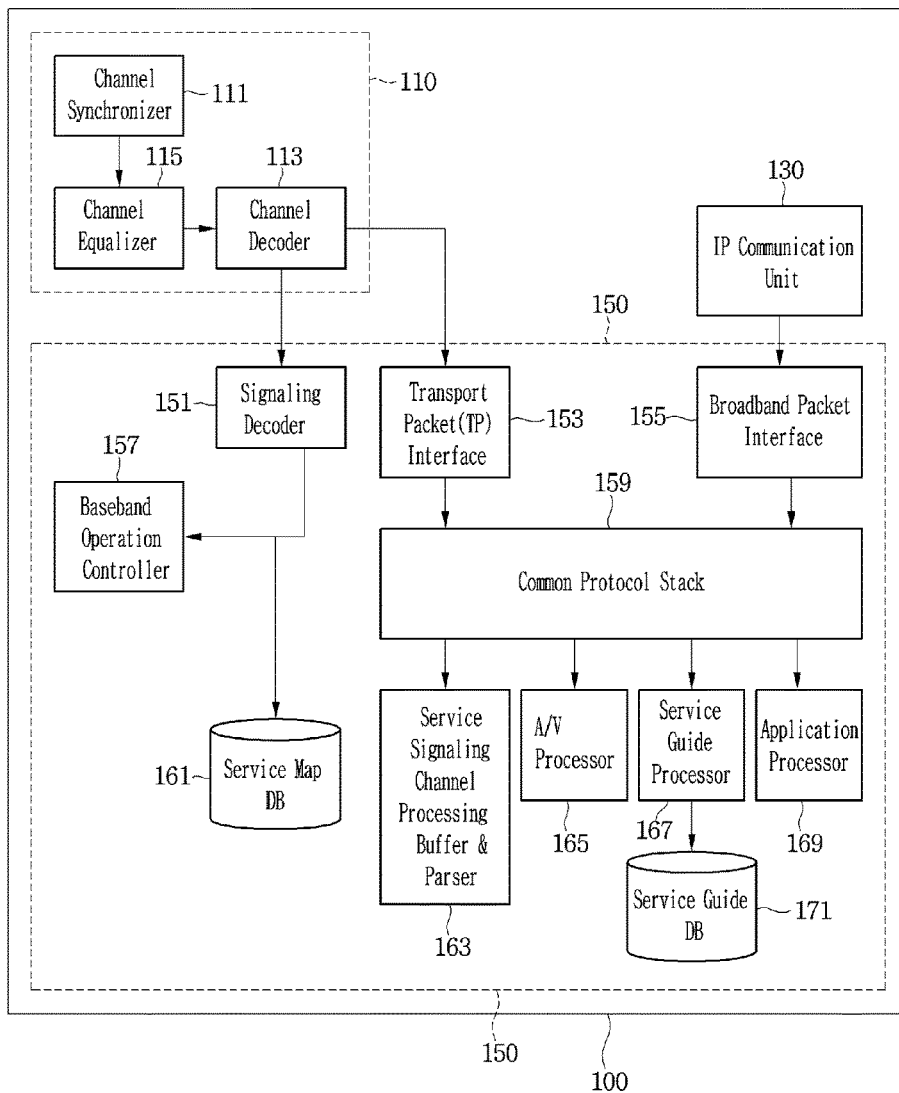 Channel
Synchronizer
111
110
115
113
130
Channel
Equalizer
Channel
Decoder
IP Communication
Unit
150
151
Signaling
Decoder
Transport
Packet(TP)
Interface
153
155
Broadband Packet
Interface
157
159
Baseband
Operation
Controller
Common Protocol Stack
161
Service Map
DB
Service
Signaling
Channel
Processing
Buffer &
Parser
163
A/V
Processor
165
Service
Guide
Processor
167
Application
Processor
169
Service Guide
DB
171
150
100